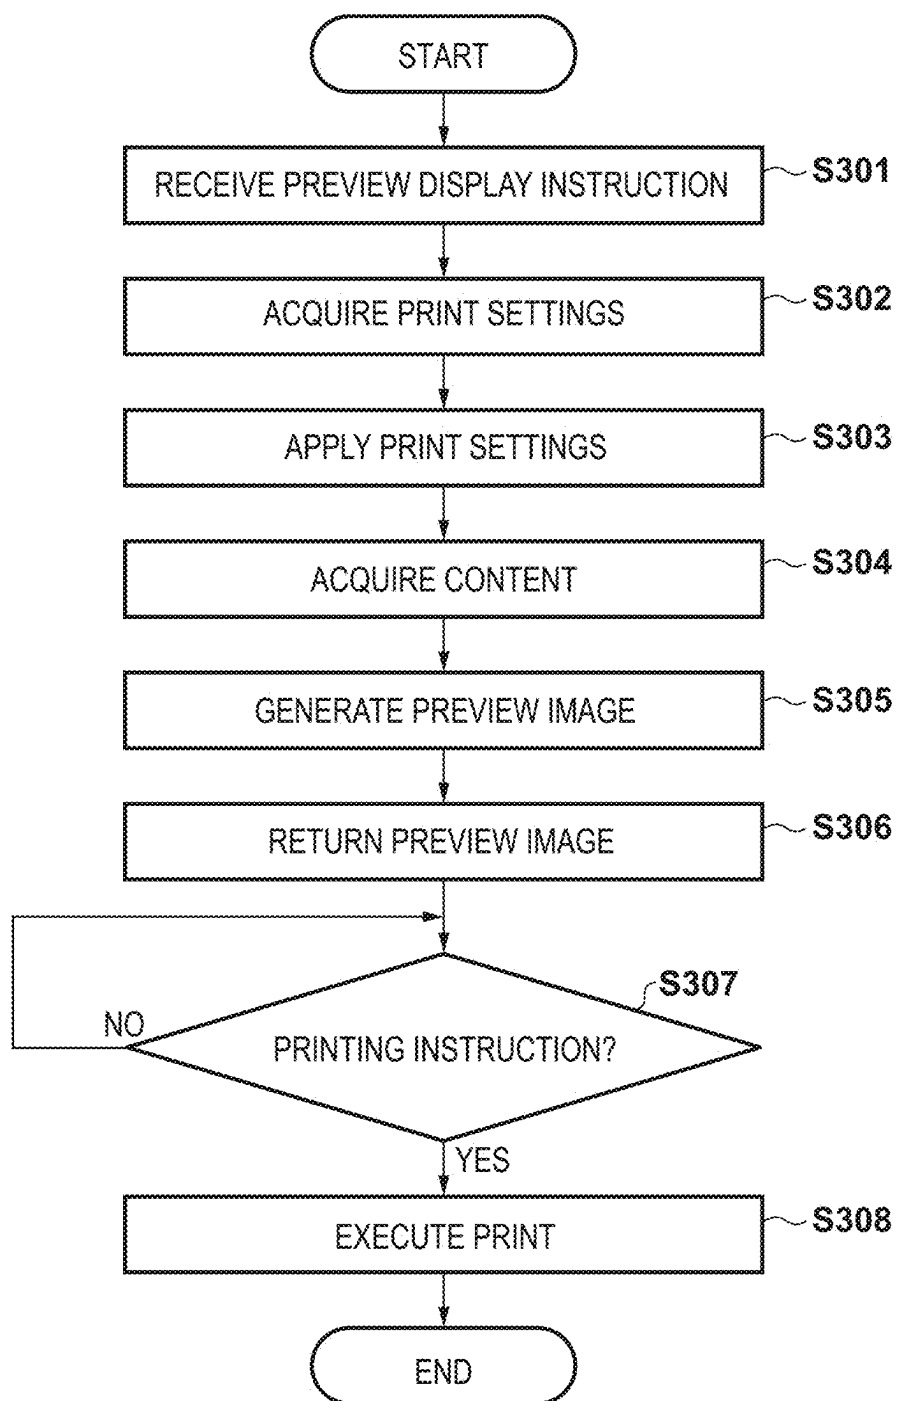 START
RECEIVE PREVIEW DISPLAY INSTRUCTION
S301
ACQUIRE PRINT SETTINGS
S302
APPLY PRINT SETTINGS
S303
ACQUIRE CONTENT
S304
GENERATE PREVIEW IMAGE
S305
RETURN PREVIEW IMAGE
S306
S307
NO
PRINTING INSTRUCTION?
YES
EXECUTE PRINT
S308
END